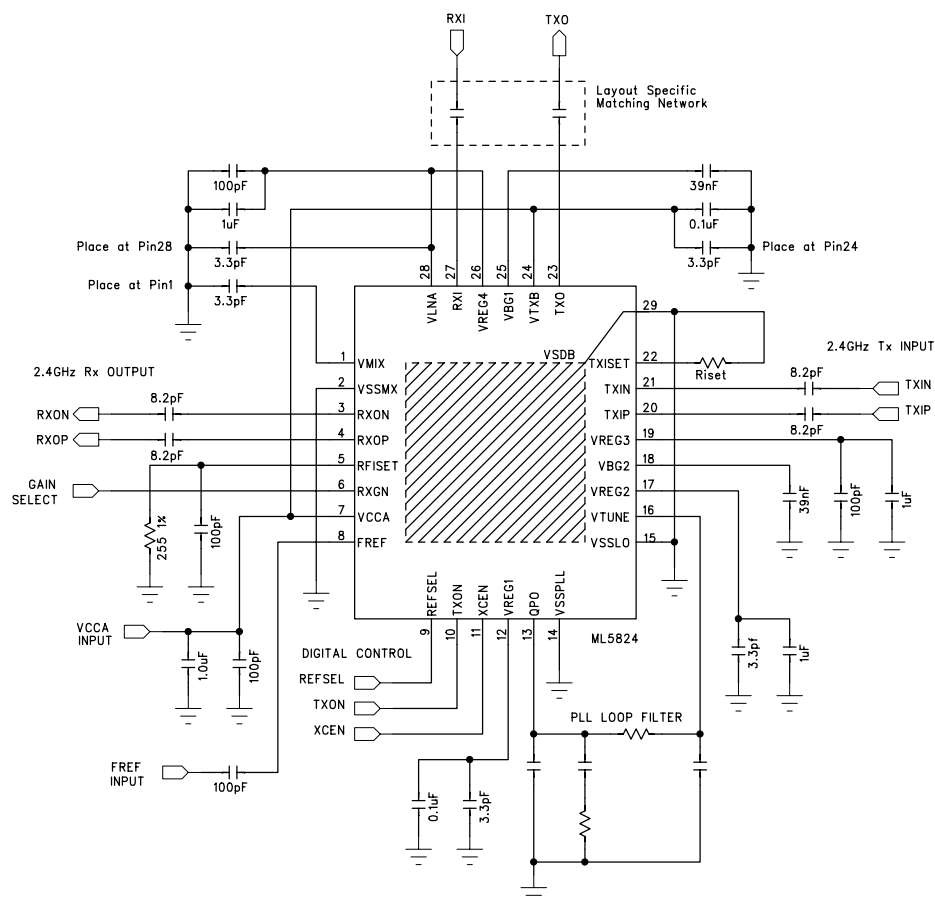 RXI
TXO
Layout Specific
Matching Network
100pF
39nF
1uF
0.1uF
Place at Pin28
3.3pF
3.3pF
Place at Pin24
Place at Pin1
3.3pF
28
27
26
25
24
23
VLNA
RXI
VREG4
VBG1
VTXB
TXO
29
VSDB
1
VMIX
TXISET
22
Riset
2.4GHz Tx INPUT
2.4GHz Rx OUTPUT
2
VSSMX
TXIN
21
8.2pF
TXIN
RXON
8.2pF
3
RXON
TXIP
20
8.2pF
TXIP
RXOP
8.2pF
4
RXOP
VREG3
19
5
RFISET
VBG2
18
GAIN
SELECT
6
RXGN
VREG2
17
39nF
100pF
1uF
7
VCCA
VTUNE
16
255 1%
100pF
8
FREF
VSSLO
15
REFSEL
TXON
XCEN
VREG1
QPO
VSSPLL
9
10
11
12
13
14
ML5824
VCCA
INPUT
1.0uF
100pF
3.3pf
1uF
DIGITAL CONTROL
REFSEL
TXON
XCEN
PLL LOOP FILTER
FREF
INPUT
100pF
0.1uF
3.3pF